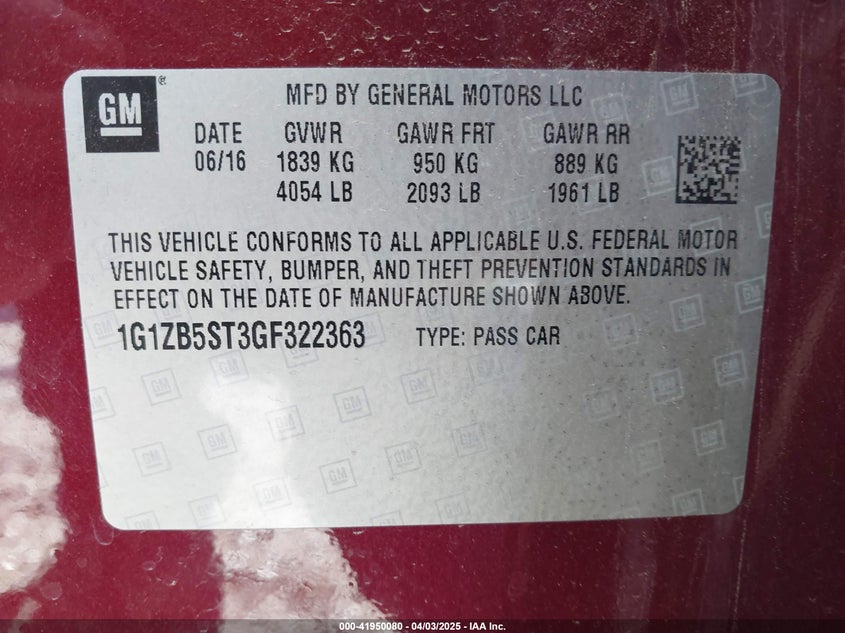 GM ®
MFD BY GENERAL MOTORS LLC
DATE GVWR GAWR FRT GAWR RR
06/16 1839 KG 950 KG 889 KG
4054 LB 2093 LB 1961 LB
THIS VEHICLE CONFORMS TO ALL APPLICABLE U.S. FEDERAL MOTOR
VEHICLE SAFETY, BUMPER, AND THEFT PREVENTION STANDARDS IN
EFFECT ON THE DATE OF MANUFACTURE SHOWN ABOVE.
1G1ZB5ST3GF322363 TYPE: PASS CAR
000-41950080 - 04/03/2025 - IAA Inc.